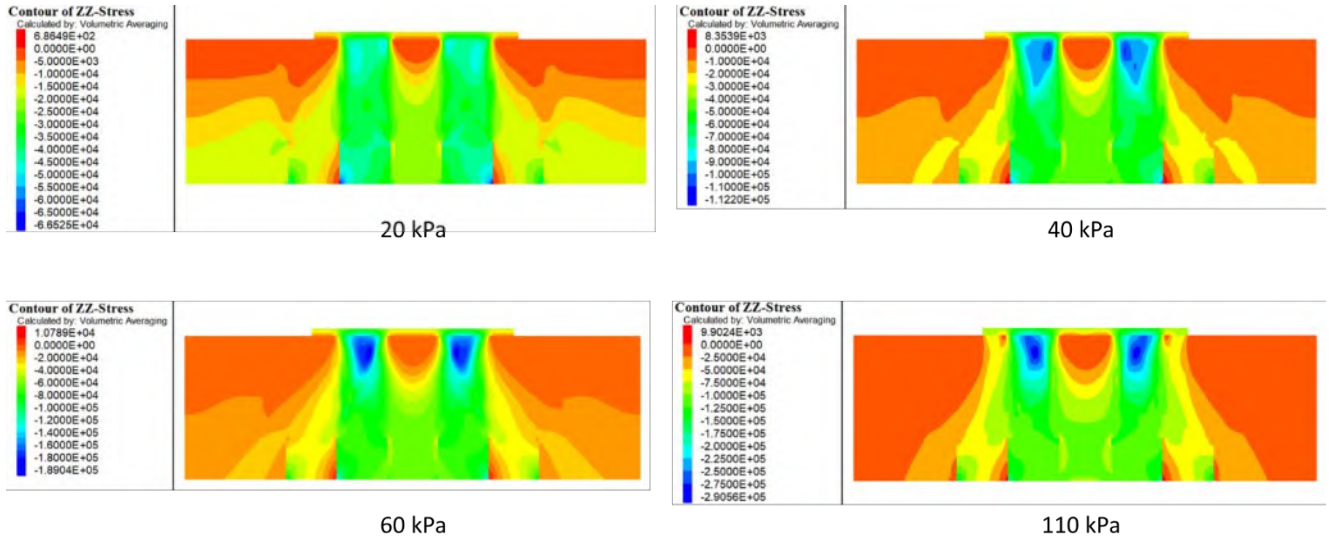 Contour of ZZ-Stress
Calculated by: Volumetric Averaging
6.8649E+02
0.0000E+00
-5.0000E+03
-1.0000E+04
-1.5000E+04
-2.0000E+04
-2.5000E+04
-3.0000E+04
-3.5000E+04
-4.0000E+04
-4.5000E+04
-5.0000E+04
-5.5000E+04
-6.0000E+04
-6.5000E+04
-6.6525E+04
20 kPa
Contour of ZZ-Stress
Calculated by: Volumetric Averaging
8.3539E+03
0.0000E+00
-1.0000E+04
-2.0000E+04
-3.0000E+04
-4.0000E+04
-5.0000E+04
-6.0000E+04
-7.0000E+04
-8.0000E+04
-9.0000E+04
-1.0000E+05
-1.1000E+05
-1.1220E+05
40 kPa
Contour of ZZ-Stress
Calculated by: Volumetric Averaging
1.0789E+04
0.0000E+00
-2.0000E+04
-4.0000E+04
-6.0000E+04
-8.0000E+04
-1.0000E+05
-1.2000E+05
-1.4000E+05
-1.6000E+05
-1.8000E+05
-1.8904E+05
60 kPa
Contour of ZZ-Stress
Calculated by: Volumetric Averaging
9.9024E+03
0.0000E+00
-2.5000E+04
-5.0000E+04
-7.5000E+04
-1.0000E+05
-1.2500E+05
-1.5000E+05
-1.7500E+05
-2.0000E+05
-2.2500E+05
-2.5000E+05
-2.7500E+05
-2.9056E+05
110 kPa